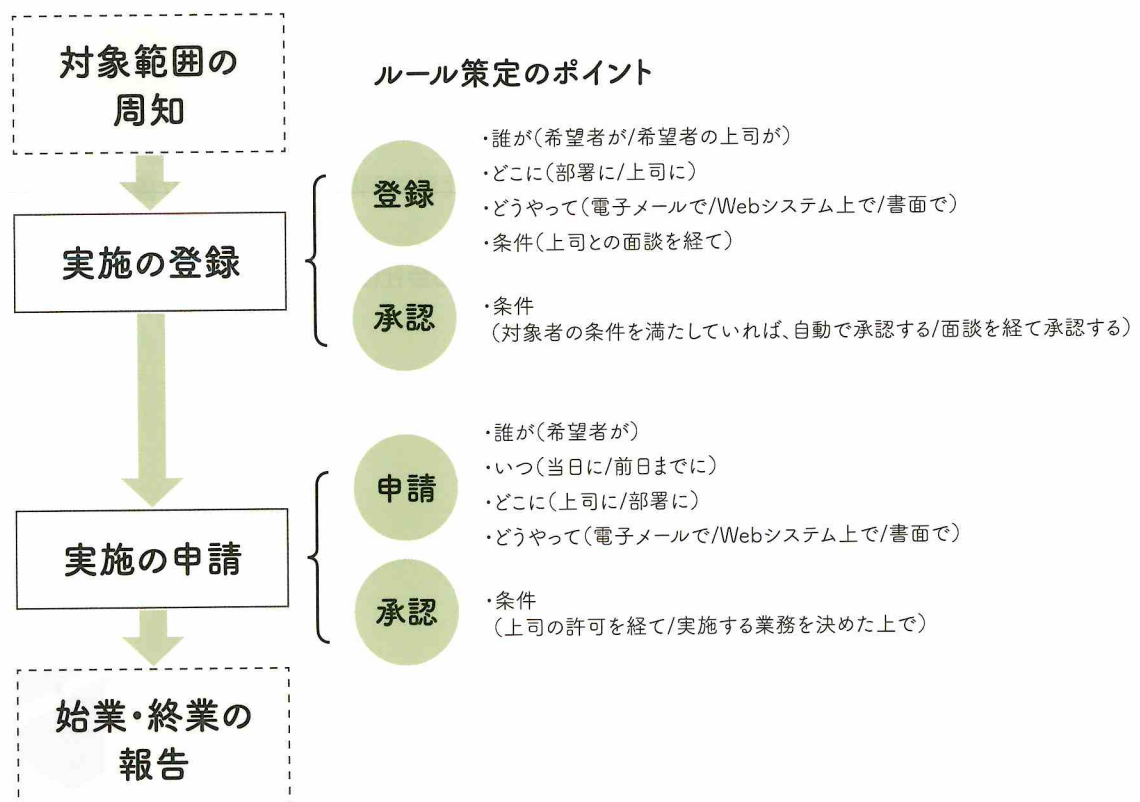 対象範囲の
周知
ルール策定のポイント
実施の登録
登録
・誰が(希望者が/希望者の上司が)
・どこに(部署に/上司に)
・どうやって(電子メールで/Webシステム上で/書面で)
・条件(上司との面談を経て)
承認
・条件
(対象者の条件を満たしていれば、自動で承認する/面談を経て承認する)
実施の申請
申請
・誰が(希望者が)
・いつ(当日に/前日までに)
・どこに(上司に/部署に)
・どうやって(電子メールで/Webシステム上で/書面で)
承認
・条件
(上司の許可を経て/実施する業務を決めた上で)
始業・終業の
報告